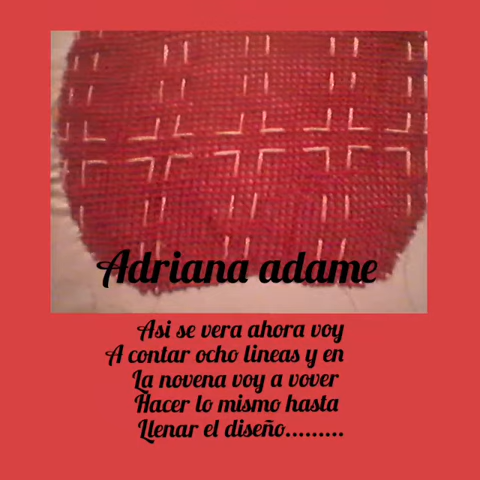 Adriana adame
Asi se vera ahora voy
A contar ocho lineas y en
La novena voy a vover
Hacer lo mismo hasta
Llenar el diseño.........